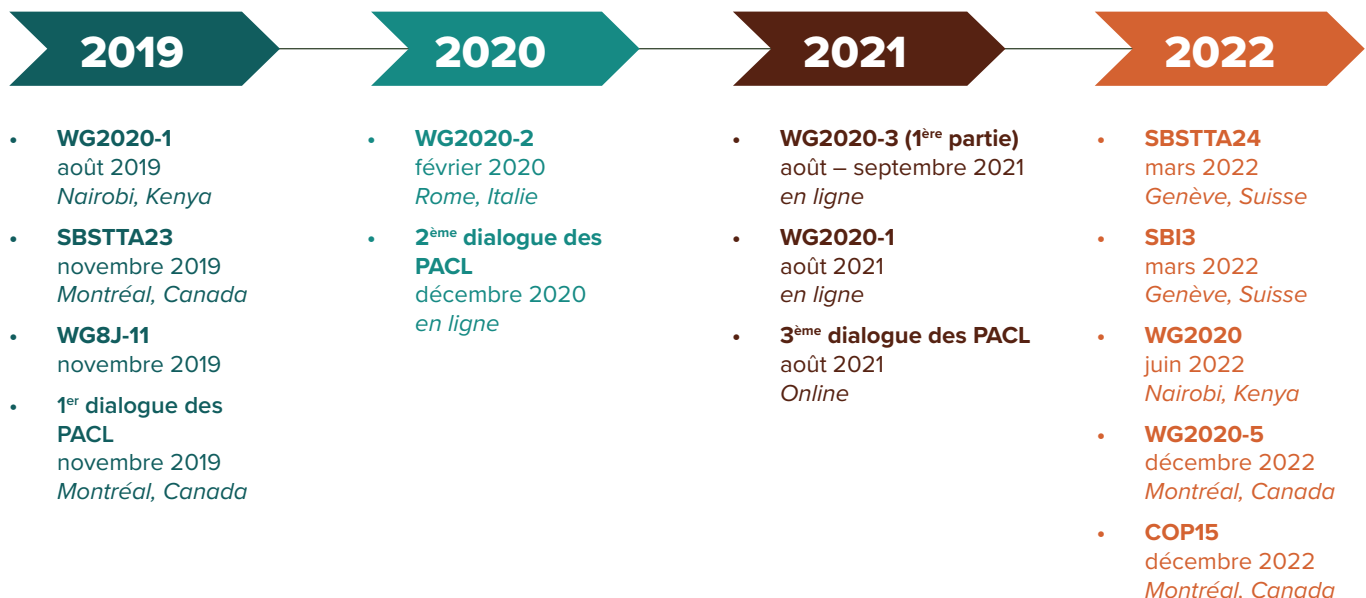 2019
• WG2020-1
août 2019
Nairobi, Kenya
• SBSTTA23
novembre 2019
Montréal, Canada
• WG8J-11
novembre 2019
• 1er dialogue des
PACL
novembre 2019
Montréal, Canada
2020
• WG2020-2
février 2020
Rome, Italie
• 2ème dialogue des
PACL
décembre 2020
en ligne
2021
• WG2020-3 (1ère partie)
août – septembre 2021
en ligne
• WG2020-1
août 2021
en ligne
• 3ème dialogue des PACL
août 2021
Online
2022
• SBSTTA24
mars 2022
Genève, Suisse
• SBI3
mars 2022
Genève, Suisse
• WG2020
juin 2022
Nairobi, Kenya
• WG2020-5
décembre 2022
Montréal, Canada
• COP15
décembre 2022
Montréal, Canada